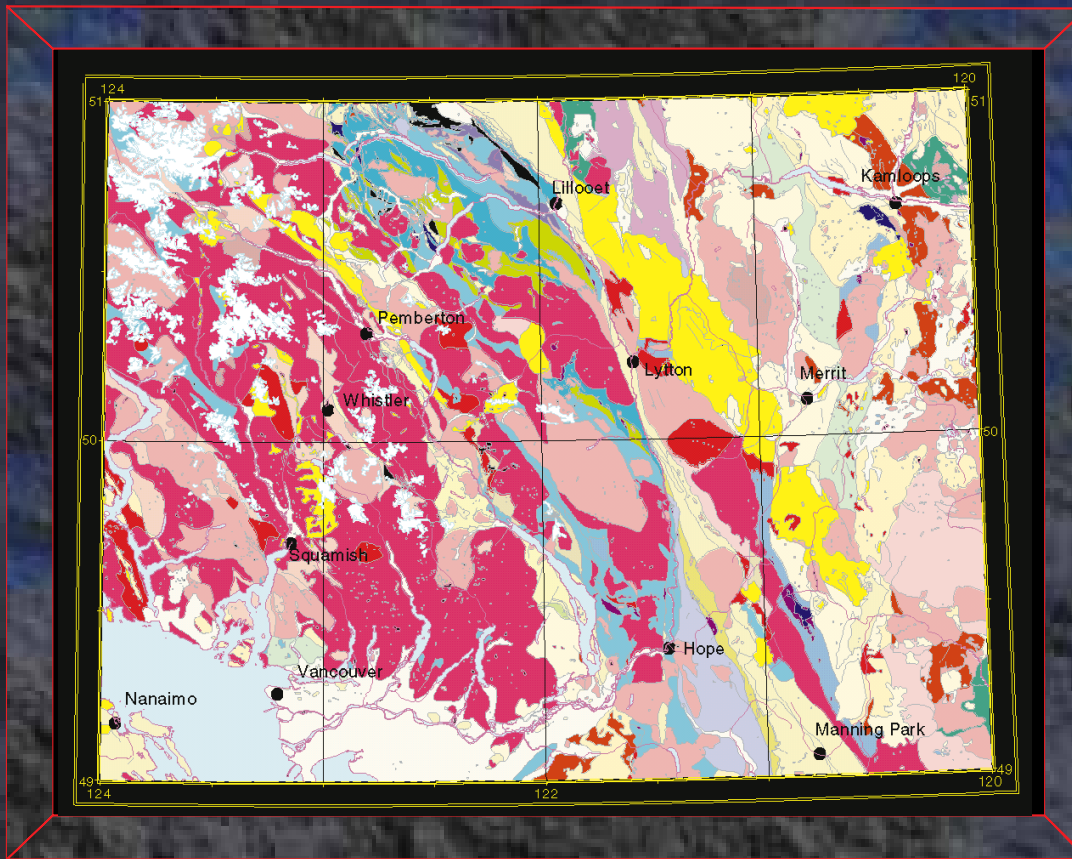 124
120
51
51
Kamloops
Lillooet
Pemberton
Lytton
Merrit
Whistler
50
50
Squamish
Hope
Vancouver
Nanaimo
Manning Park
49
49
124
122
120